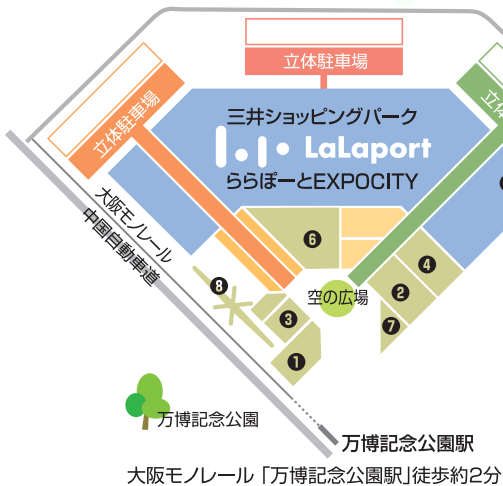 立体駐車場
立体駐車場
立体
三井ショッピングパーク
LaLaport
ららぽーとEXPOCITY
大阪モノレール
中国自動車道
6
4
8
空の広場
2
3
7
1
万博記念公園
万博記念公園駅
大阪モノレール「万博記念公園駅」徒歩約2分